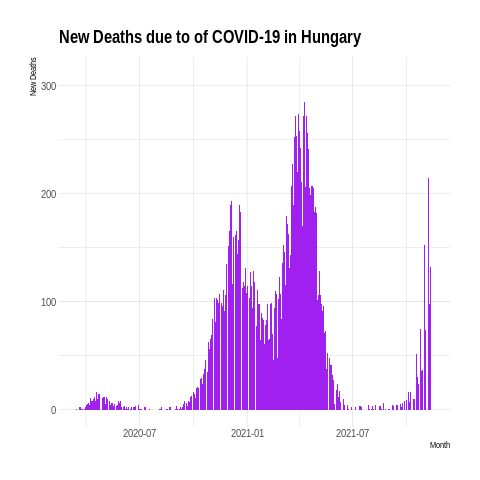 New Deaths due to of COVID-19 in Hungary
New Deaths
300
200
100
0
2020-07
2021-01
2021-07
Month